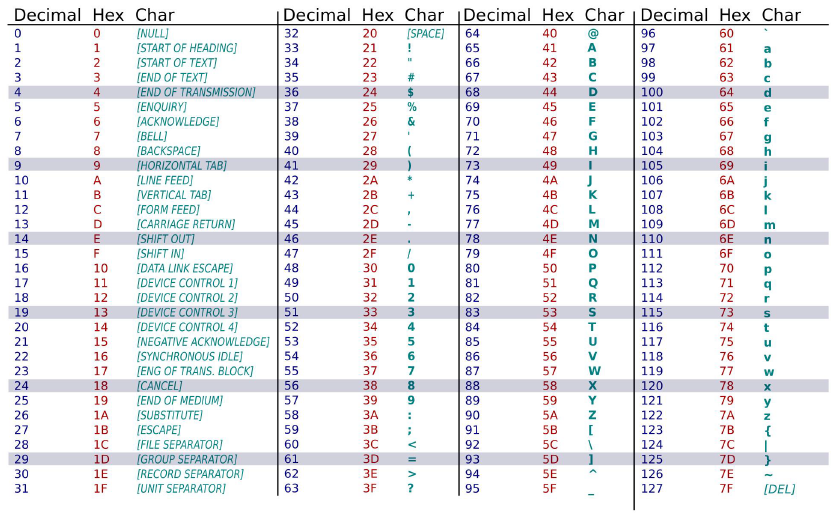 Decimal Hex Char Decimal Hex Char Decimal Hex Char Decimal Hex Char
0 0 [NULL] 32 20 [SPACE] 64 40 @ 96 60 `
1 1 [START OF HEADING] 33 21 ! 65 41 A 97 61 a
2 2 [START OF TEXT] 34 22 " 66 42 B 98 62 b
3 3 [END OF TEXT] 35 23 # 67 43 C 99 63 c
4 4 [END OF TRANSMISSION] 36 24 $ 68 44 D 100 64 d
5 5 [ENQUIRY] 37 25 % 69 45 E 101 65 e
6 6 [ACKNOWLEDGE] 38 26 & 70 46 F 102 66 f
7 7 [BELL] 39 27 ' 71 47 G 103 67 g
8 8 [BACKSPACE] 40 28 ( 72 48 H 104 68 h
9 9 [HORIZONTAL TAB] 41 29 ) 73 49 I 105 69 i
10 A [LINE FEED] 42 2A * 74 4A J 106 6A j
11 B [VERTICAL TAB] 43 2B + 75 4B K 107 6B k
12 C [FORM FEED] 44 2C , 76 4C L 108 6C l
13 D [CARRIAGE RETURN] 45 2D - 77 4D M 109 6D m
14 E [SHIFT OUT] 46 2E . 78 4E N 110 6E n
15 F [SHIFT IN] 47 2F / 79 4F O 111 6F o
16 10 [DATA LINK ESCAPE] 48 30 0 80 50 P 112 70 p
17 11 [DEVICE CONTROL 1] 49 31 1 81 51 Q 113 71 q
18 12 [DEVICE CONTROL 2] 50 32 2 82 52 R 114 72 r
19 13 [DEVICE CONTROL 3] 51 33 3 83 53 S 115 73 s
20 14 [DEVICE CONTROL 4] 52 34 4 84 54 T 116 74 t
21 15 [NEGATIVE ACKNOWLEDGE] 53 35 5 85 55 U 117 75 u
22 16 [SYNCHRONOUS IDLE] 54 36 6 86 56 V 118 76 v
23 17 [ENG OF TRANS. BLOCK] 55 37 7 87 57 W 119 77 w
24 18 [CANCEL] 56 38 8 88 58 X 120 78 x
25 19 [END OF MEDIUM] 57 39 9 89 59 Y 121 79 y
26 1A [SUBSTITUTE] 58 3A : 90 5A Z 122 7A z
27 1B [ESCAPE] 59 3B ; 91 5B [ 123 7B {
28 1C [FILE SEPARATOR] 60 3C < 92 5C \ 124 7C |
29 1D [GROUP SEPARATOR] 61 3D = 93 5D ] 125 7D }
30 1E [RECORD SEPARATOR] 62 3E > 94 5E ^ 126 7E ~
31 1F [UNIT SEPARATOR] 63 3F ? 95 5F _ 127 7F [DEL]